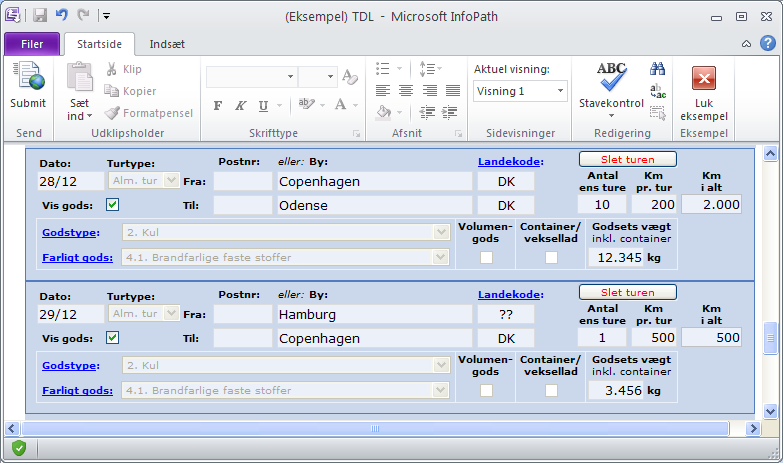 (Eksempel) TDL - Microsoft InfoPath
Filer Startside Indsæt
Submit
Sæt ind
Klip
Kopier
Formatpensel
F K U aby A
Aktuel visning:
Visning 1
ABC
Stavekontrol
Luk eksempel
Send Udklipsholder Skrifttype Afsnit Sidevisninger Redigering Eksempel
Dato: Turtype: Postnr: eller: By: Landekode: Slet turen
28/12 Alm. tur Fra: Copenhagen DK Antal ens ture Km pr. tur Km i alt
Vis gods: Til: Odense DK 10 200 2.000
Godstype: 2. Kul Volumen-gods Container/veksellad Godsets vægt inkl. container
Farligt gods: 4.1. Brandfarlige faste stoffer 12.345 kg
Dato: Turtype: Postnr: eller: By: Landekode: Slet turen
29/12 Alm. tur Fra: Hamburg ?? Antal ens ture Km pr. tur Km i alt
Vis gods: Til: Copenhagen DK 1 500 500
Godstype: 2. Kul Volumen-gods Container/veksellad Godsets vægt inkl. container
Farligt gods: 4.1. Brandfarlige faste stoffer 3.456 kg